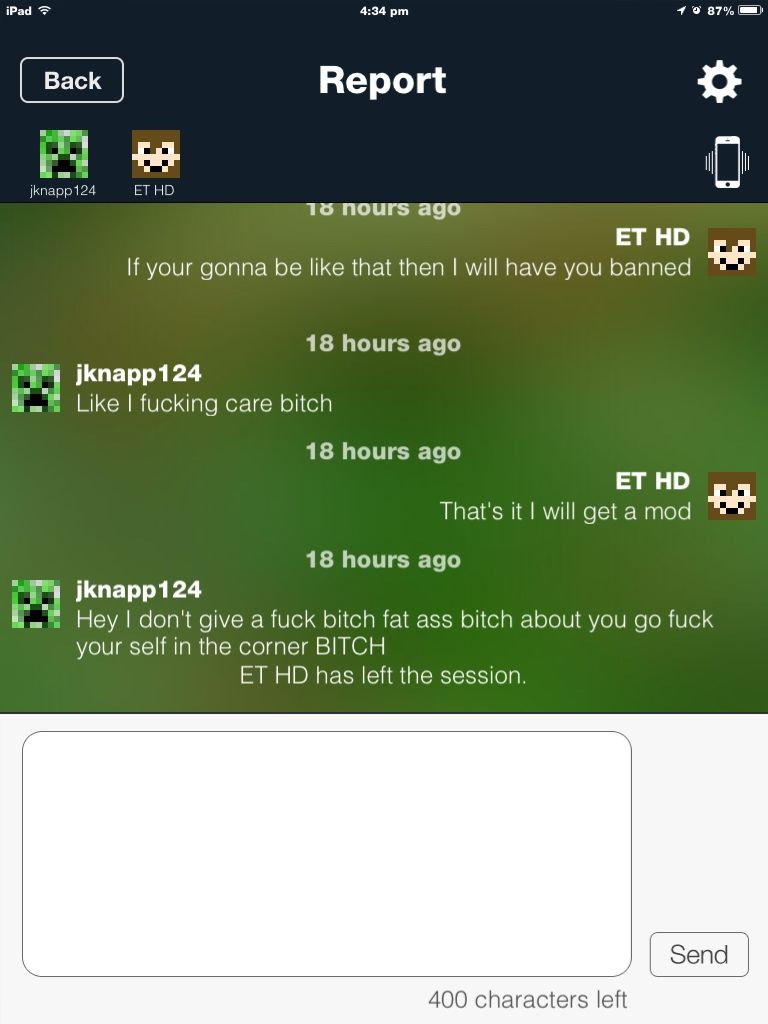 iPad 4:34 pm 87%
Back Report
jknapp124 ET HD
18 hours ago
ET HD
If your gonna be like that then I will have you banned
18 hours ago
jknapp124
Like I fucking care bitch
18 hours ago
ET HD
That's it I will get a mod
18 hours ago
jknapp124
Hey I don't give a fuck bitch fat ass bitch about you go fuck
your self in the corner BITCH
ET HD has left the session.
Send
400 characters left